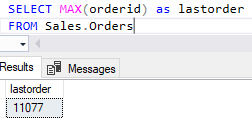 SELECT MAX(orderid) as lastorder
FROM Sales.Orders
Results Messages
lastorder
11077